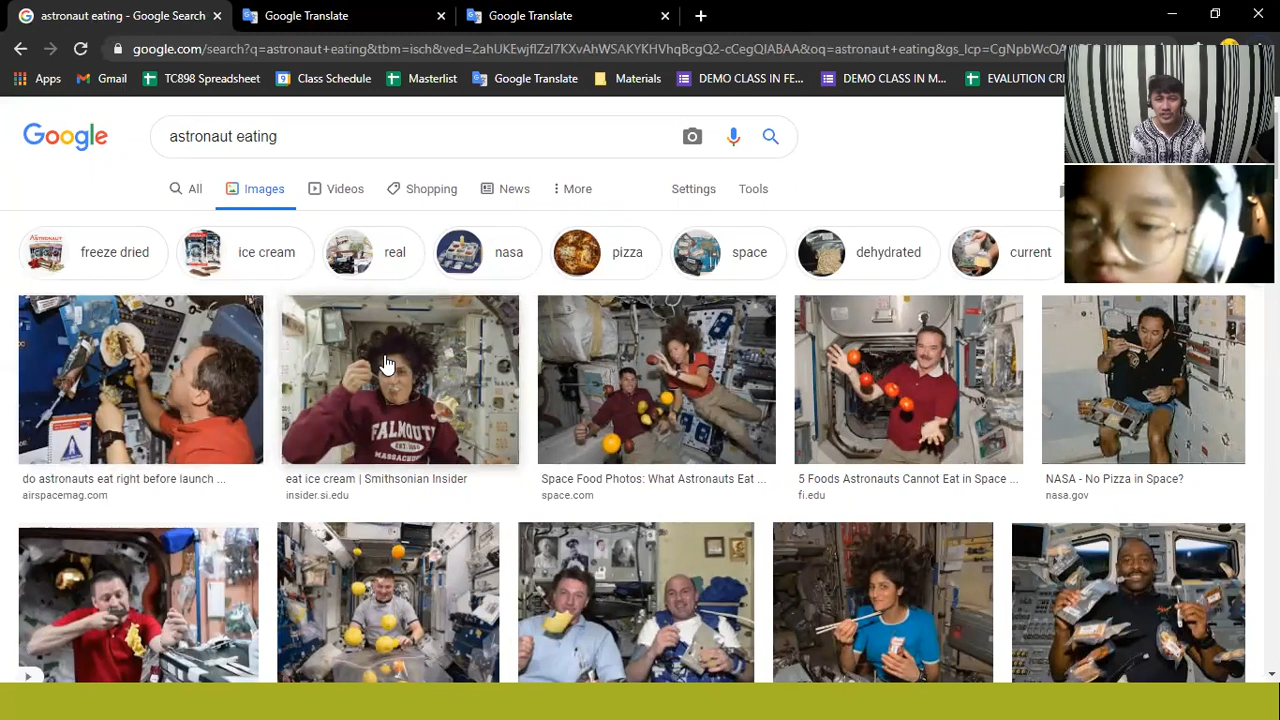 astronaut eating - Google Search
Google Translate
Google Translate
google.com/search?q=astronaut+eating&tbm=isch&ved=2ahUKEwjflZzl7KXvAhWSAKYKHVhqBcgQ2-cCegQIABAA&oq=astronaut+eating&gs_lcp=CgNpbWcQA
Apps
Gmail
TC898 Spreadsheet
Class Schedule
Masterlist
Google Translate
Materials
DEMO CLASS IN FE...
DEMO CLASS IN M...
EVALUTION CRI
Google
astronaut eating
All
Images
Videos
Shopping
News
More
Settings
Tools
freeze dried
ice cream
real
nasa
pizza
space
dehydrated
current
FALMOUTH
EST. 1686
MASSACHUSE
do astronauts eat right before launch ...
airspacemag.com
eat ice cream | Smithsonian Insider
insider.si.edu
Space Food Photos: What Astronauts Eat ...
space.com
5 Foods Astronauts Cannot Eat in Space ...
fi.edu
NASA - No Pizza in Space?
nasa.gov